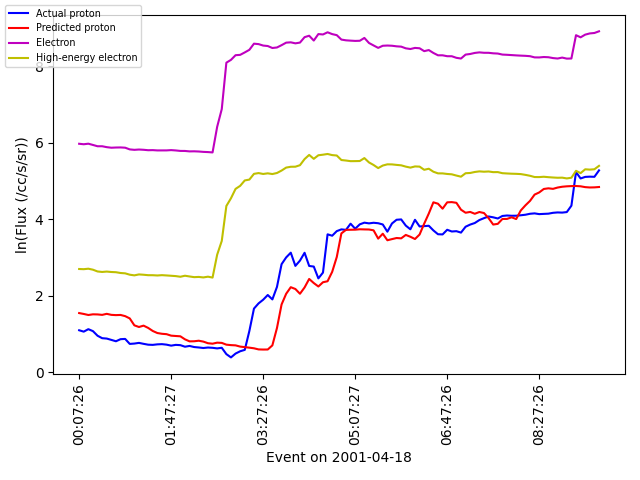 Actual proton
Predicted proton
Electron
High-energy electron
8
6
4
2
0
ln(Flux (/cc/s/sr))
00:07:26
01:47:27
03:27:26
05:07:27
06:47:26
08:27:26
Event on 2001-04-18